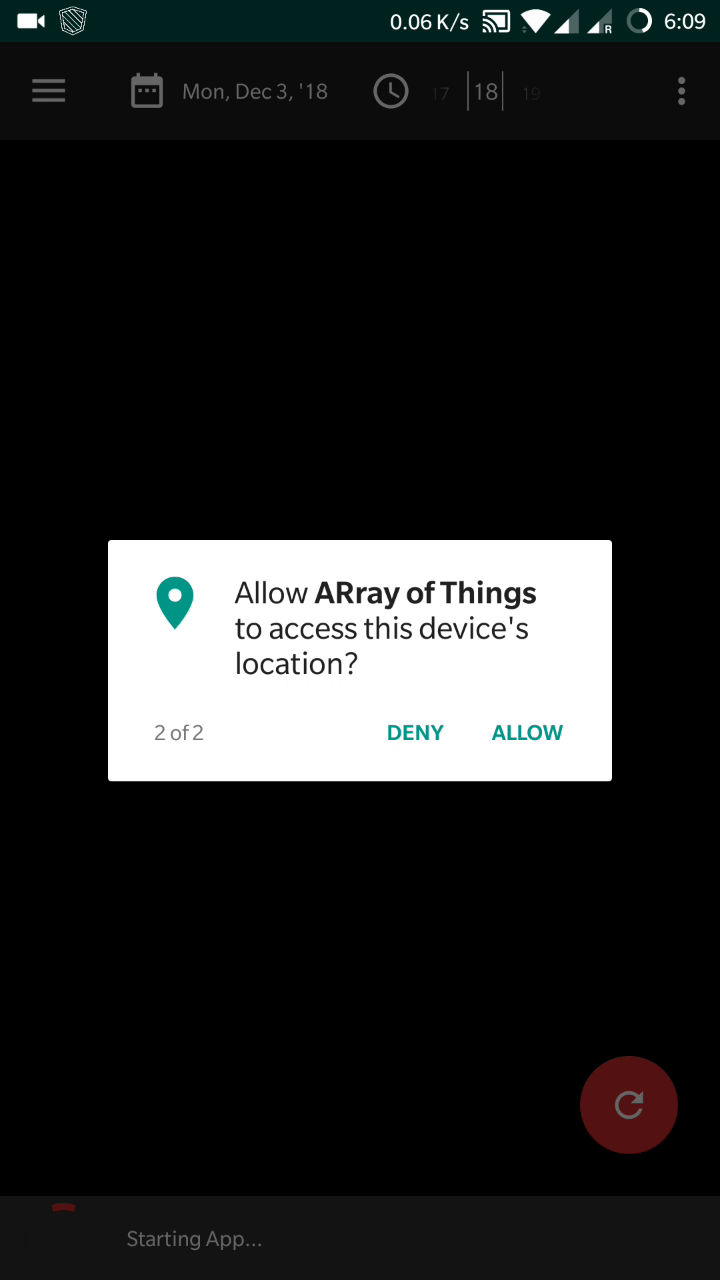 0.06 K/s R 6:09
Mon, Dec 3, '18 17 18 19
Allow ARray of Things
to access this device's
location?
2 of 2 DENY ALLOW
Starting App...